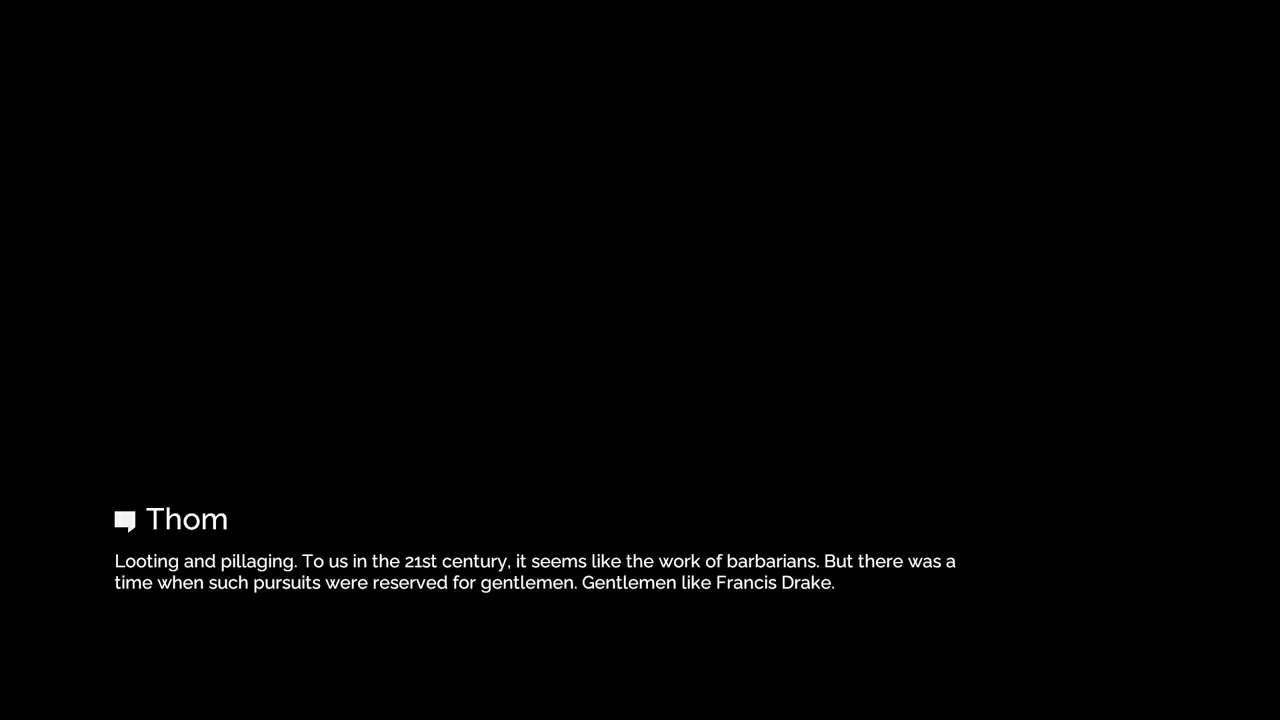 Thom
Looting and pillaging. To us in the 21st century, it seems like the work of barbarians. But there was a
time when such pursuits were reserved for gentlemen. Gentlemen like Francis Drake.